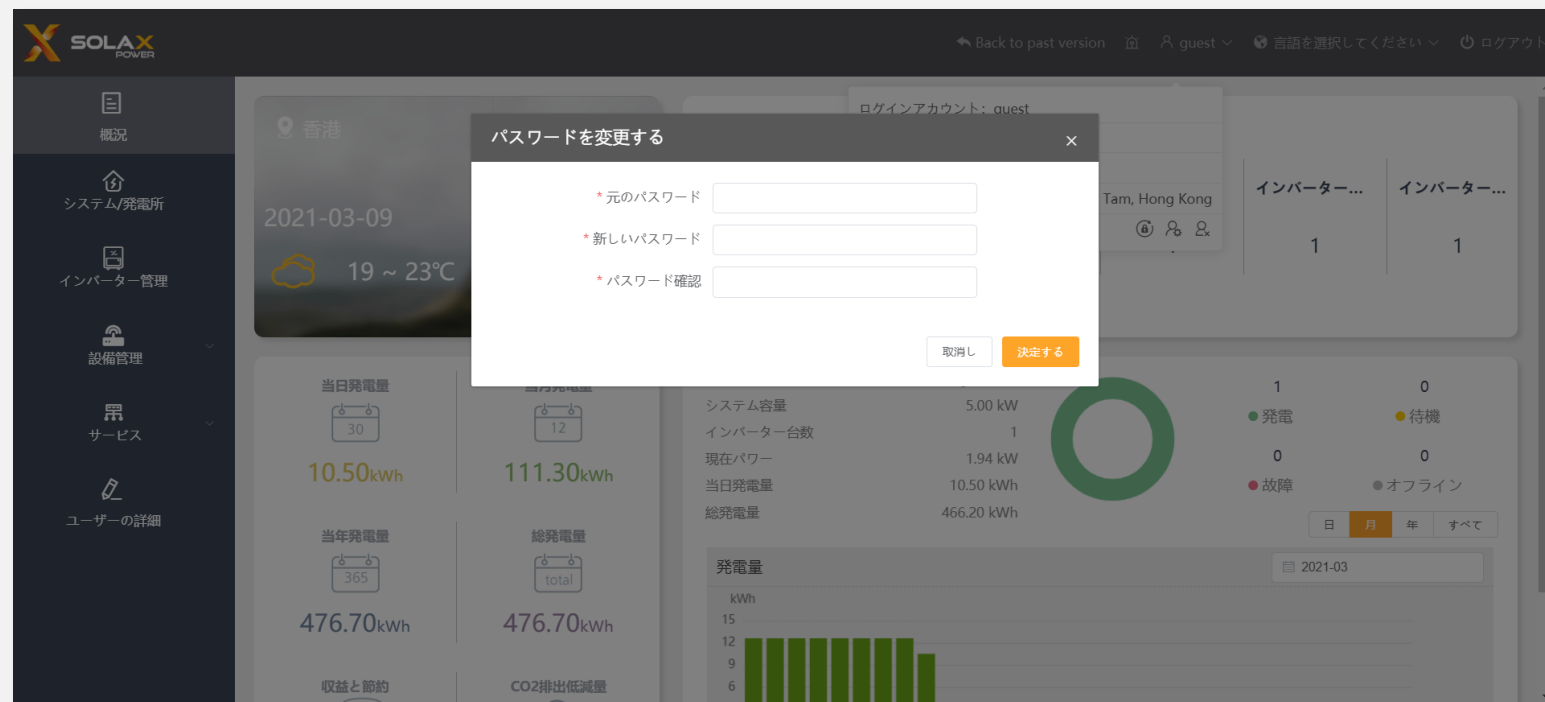 SOLAX
POWER
Back to past version
guest
言語を選択してください
ログアウト
概況
システム/発電所
インバーター管理
設備管理
サービス
ユーザーの詳細
香港
2021-03-09
19 ~ 23℃
ログインアカウント: guest
Tam, Hong Kong
インバーター...
インバーター...
1
1
パスワードを変更する
* 元のパスワード
* 新しいパスワード
* パスワード確認
取消し
決定する
当日発電量
30
10.50kWh
当月発電量
12
111.30kWh
当年発電量
365
476.70kWh
総発電量
total
476.70kWh
収益と節約
CO2排出低減量
システム容量 5.00 kW
インバーター台数 1
現在パワー 1.94 kW
当日発電量 10.50 kWh
総発電量 466.20 kWh
1
発電
0
待機
0
故障
0
オフライン
日 月 年 すべて
発電量
2021-03
kWh
15
12
9
6